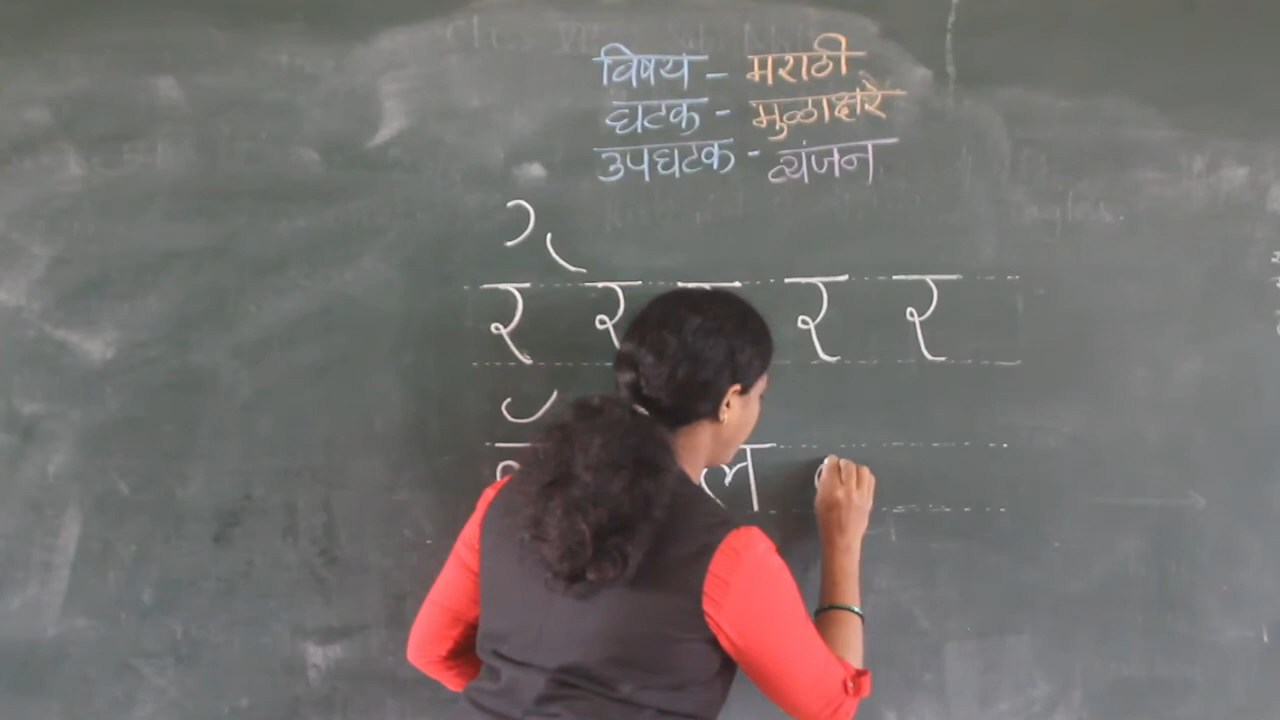 विषय - मराठी
घटक - मुळाक्षरे
उपघटक - व्यंजन
र र र र
ल